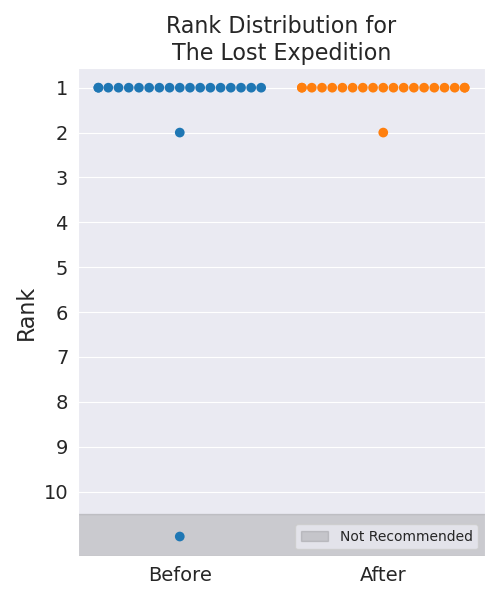 Rank Distribution for
The Lost Expedition
1
2
3
4
5
6
7
8
9
10
Rank
Not Recommended
Before
After